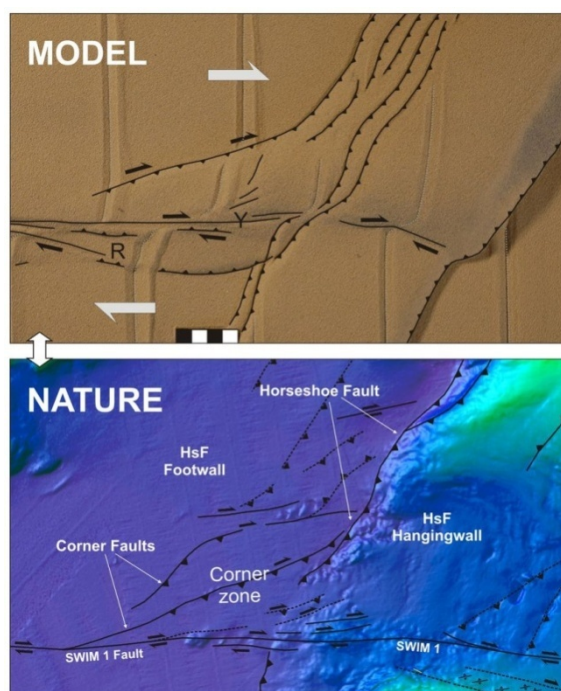 MODEL
Y
R
NATURE
Horseshoe Fault
HsF
Footwall
HsF
Hangingwall
Corner Faults
Corner
zone
SWIM 1 Fault
SWIM 1